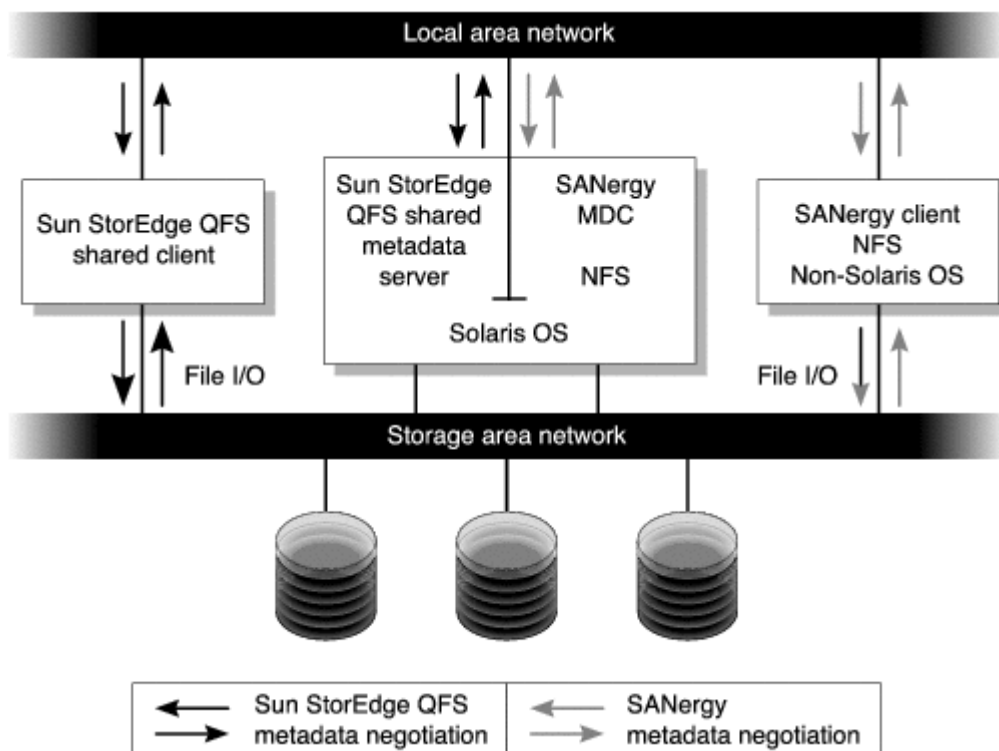 Local area network
Sun StorEdge QFS
shared client
Sun StorEdge
QFS shared
metadata
server
SANergy
MDC
NFS
Solaris OS
SANergy client
NFS
Non-Solaris OS
File I/O
File I/O
Storage area network
Sun StorEdge QFS
metadata negotiation
SANergy
metadata negotiation